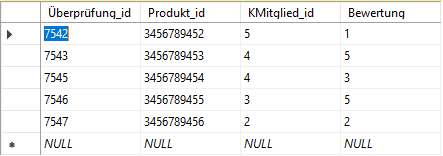 Überprüfung_id Produkt_id KMitglied_id Bewertung
7542 3456789452 5 1
7543 3456789453 4 5
7545 3456789454 4 3
7546 3456789455 3 5
7547 3456789456 2 2
NULL NULL NULL NULL